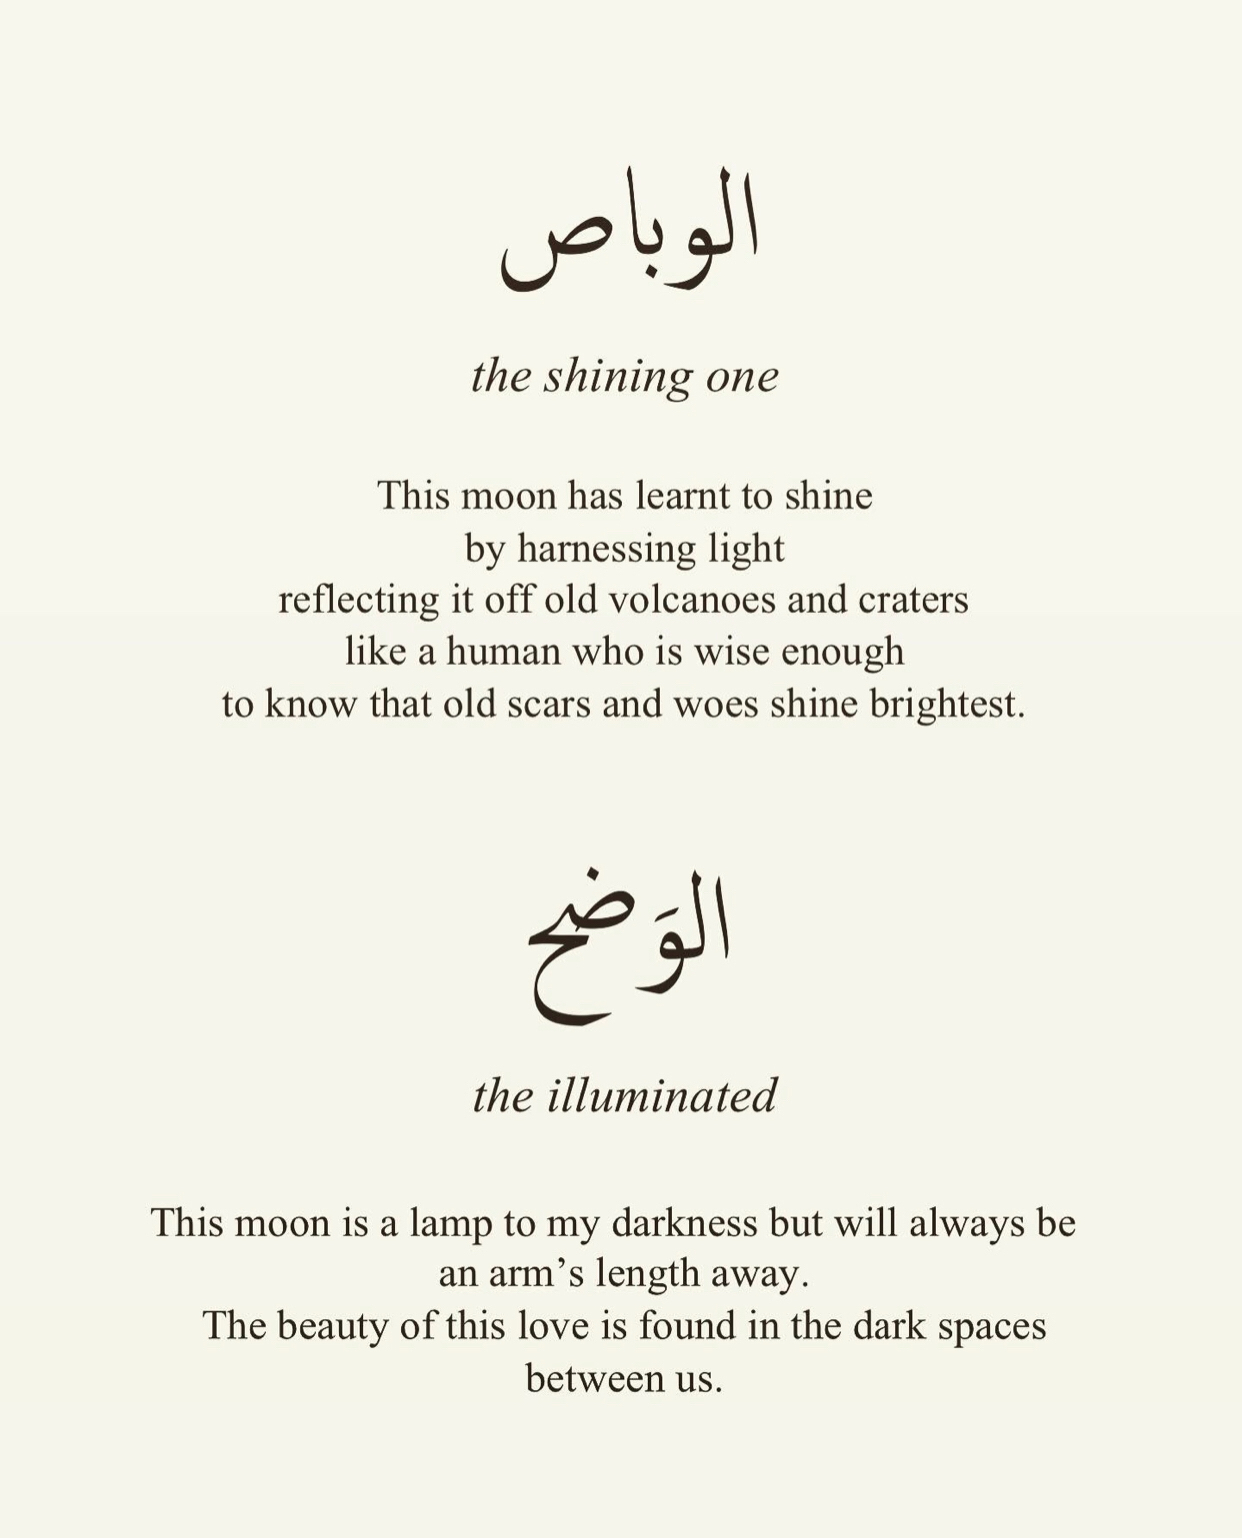 الوباص
the shining one
This moon has learnt to shine
by harnessing light
reflecting it off old volcanoes and craters
like a human who is wise enough
to know that old scars and woes shine brightest.
الوَضح
the illuminated
This moon is a lamp to my darkness but will always be
an arm’s length away.
The beauty of this love is found in the dark spaces
between us.